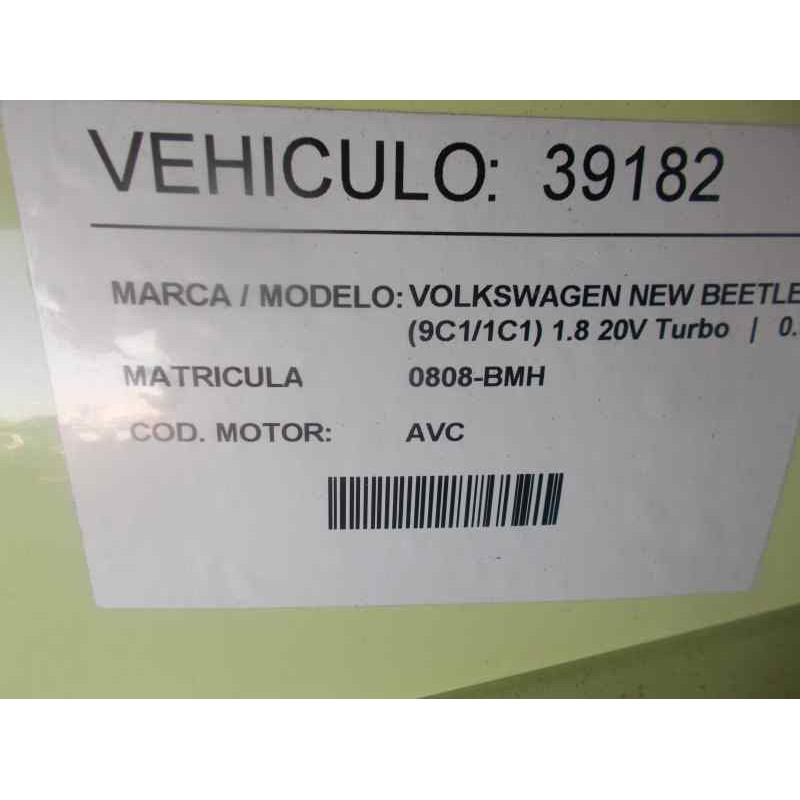 VEHICULO: 39182
MARCA / MODELO: VOLKSWAGEN NEW BEETLE
(9C1/1C1) 1.8 20V Turbo | 0.
MATRICULA 0808-BMH
COD. MOTOR: AVC